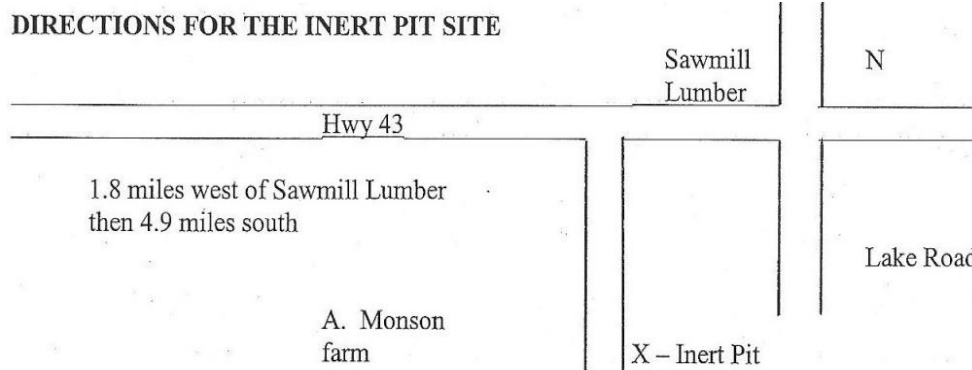 DIRECTIONS FOR THE INERT PIT SITE
Sawmill
Lumber
N
Hwy 43
1.8 miles west of Sawmill Lumber
then 4.9 miles south
Lake Road
A. Monson
farm
X – Inert Pit